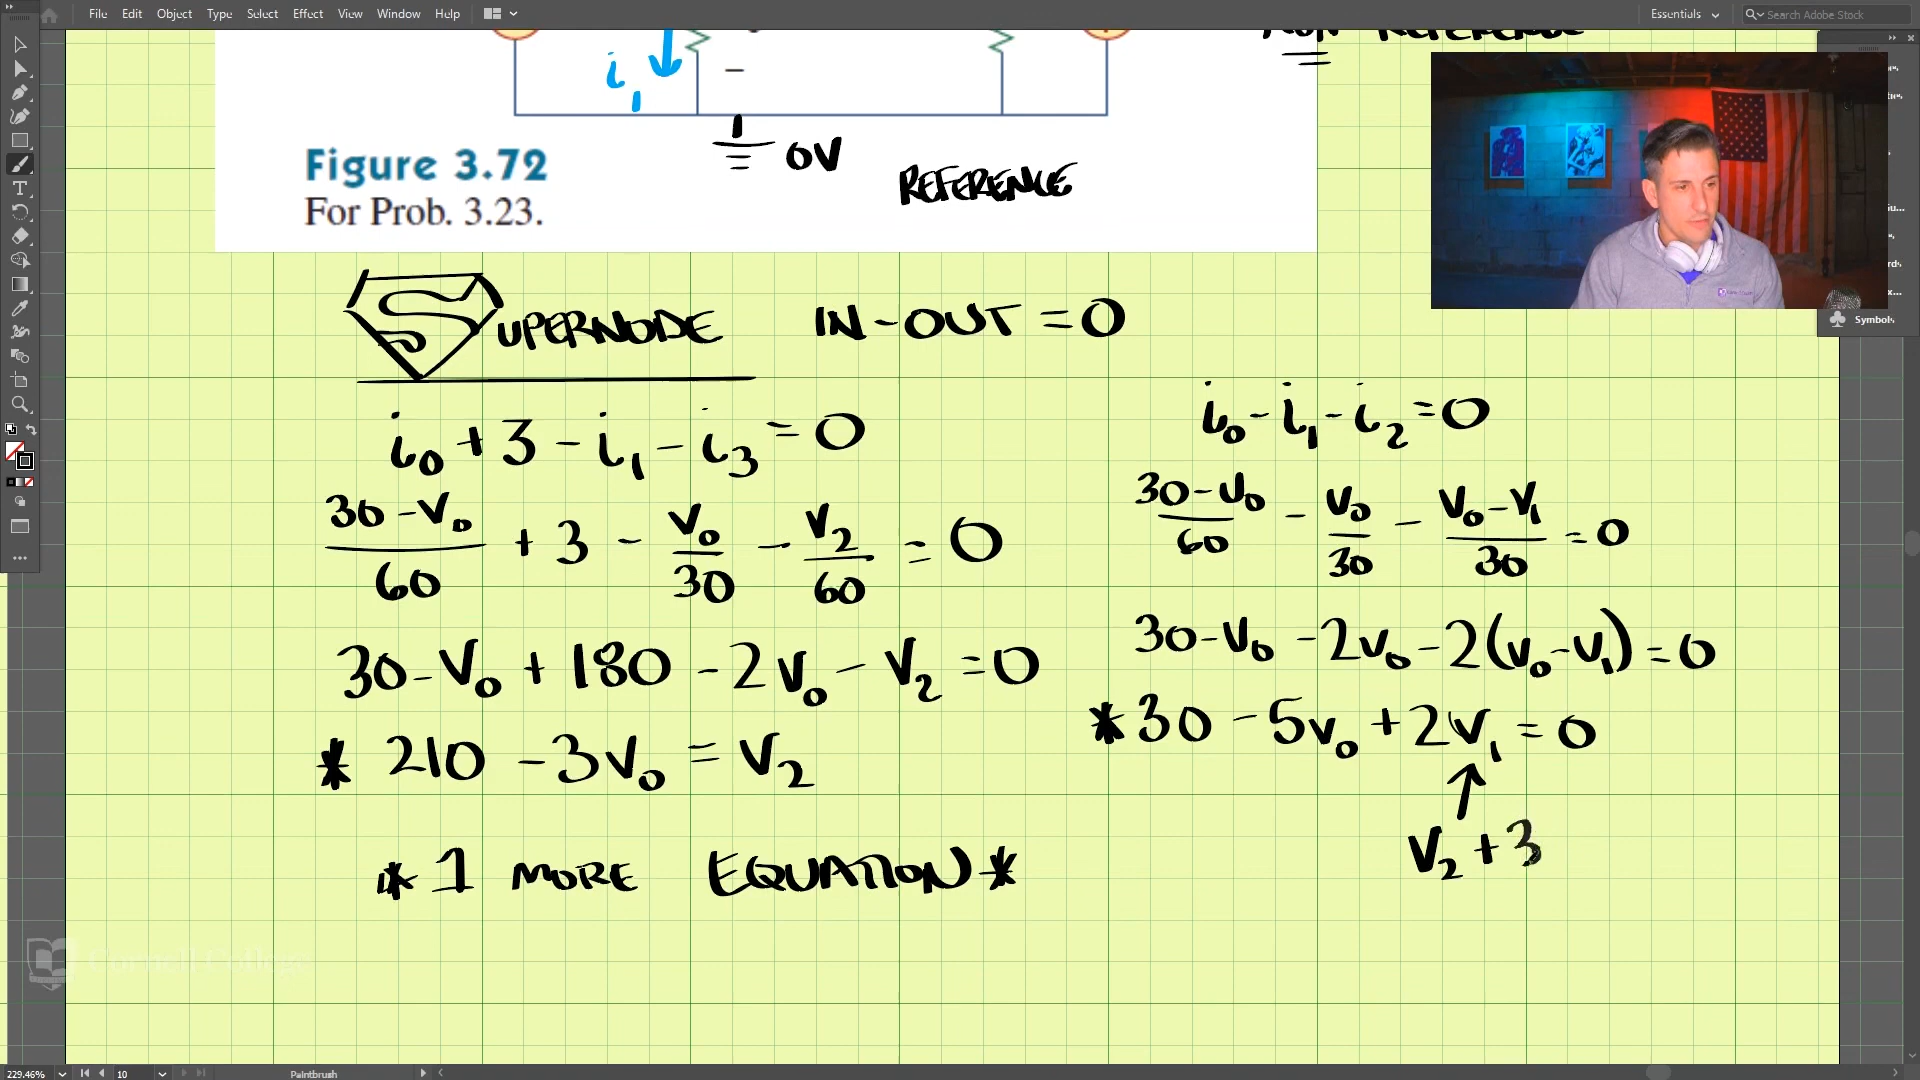 File Edit Object Type Select Effect View Window Help
Essentials
Search Adobe Stock
i₁
0V
REFERENCE
Figure 3.72
For Prob. 3.23.
Symbols
SUPERNODE IN-OUT = 0
i₀ + 3 - i₁ - i₃ = 0
(30 - V₀)/60 + 3 - V₀/30 - V₂/60 = 0
30 - V₀ + 180 - 2V₀ - V₂ = 0
* 210 - 3V₀ = V₂
* 1 MORE EQUATION *
i₀ - i₁ - i₂ = 0
(30 - V₀)/60 - V₀/30 - (V₀ - V₁)/30 = 0
30 - V₀ - 2V₀ - 2(V₀ - V₁) = 0
* 30 - 5V₀ + 2V₁ = 0
V₂ + 3
Cornell College
229.46% 10 Paintbrush